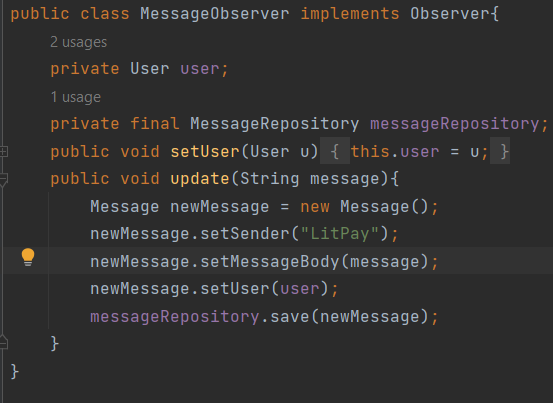 public class MessageObserver implements Observer{
2 usages
private User user;
1 usage
private final MessageRepository messageRepository;
public void setUser(User u) { this.user = u; }
public void update(String message){
Message newMessage = new Message();
newMessage.setSender("LitPay");
newMessage.setMessageBody(message);
newMessage.setUser(user);
messageRepository.save(newMessage);
}
}